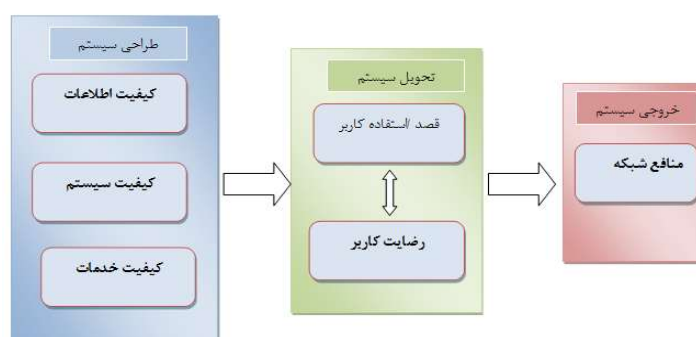 طراحی سیستم
کیفیت اطلاعات
کیفیت سیستم
کیفیت خدمات
تحویل سیستم
قصد /استفاده کاربر
رضایت کاربر
خروجی سیستم
منافع شبکه